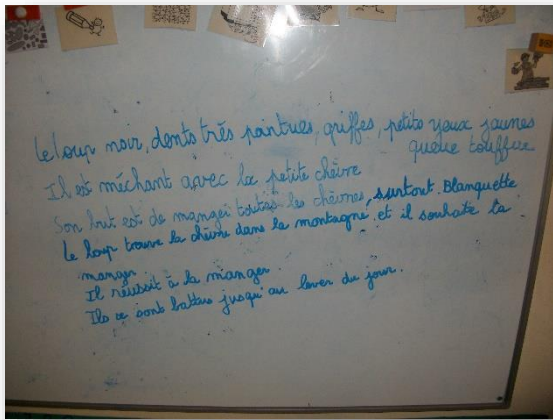 Le loup noir, dents très pointues, griffes, petits yeux jaunes
queue touffue
Il est méchant avec la petite chèvre
Son but est de manger toutes les chèvres, surtout Blanquette
Le loup trouve la chèvre dans la montagne et il souhaite la
manger
Il réussit à la manger.
Ils ce sont battus jusqu'au lever du jour.